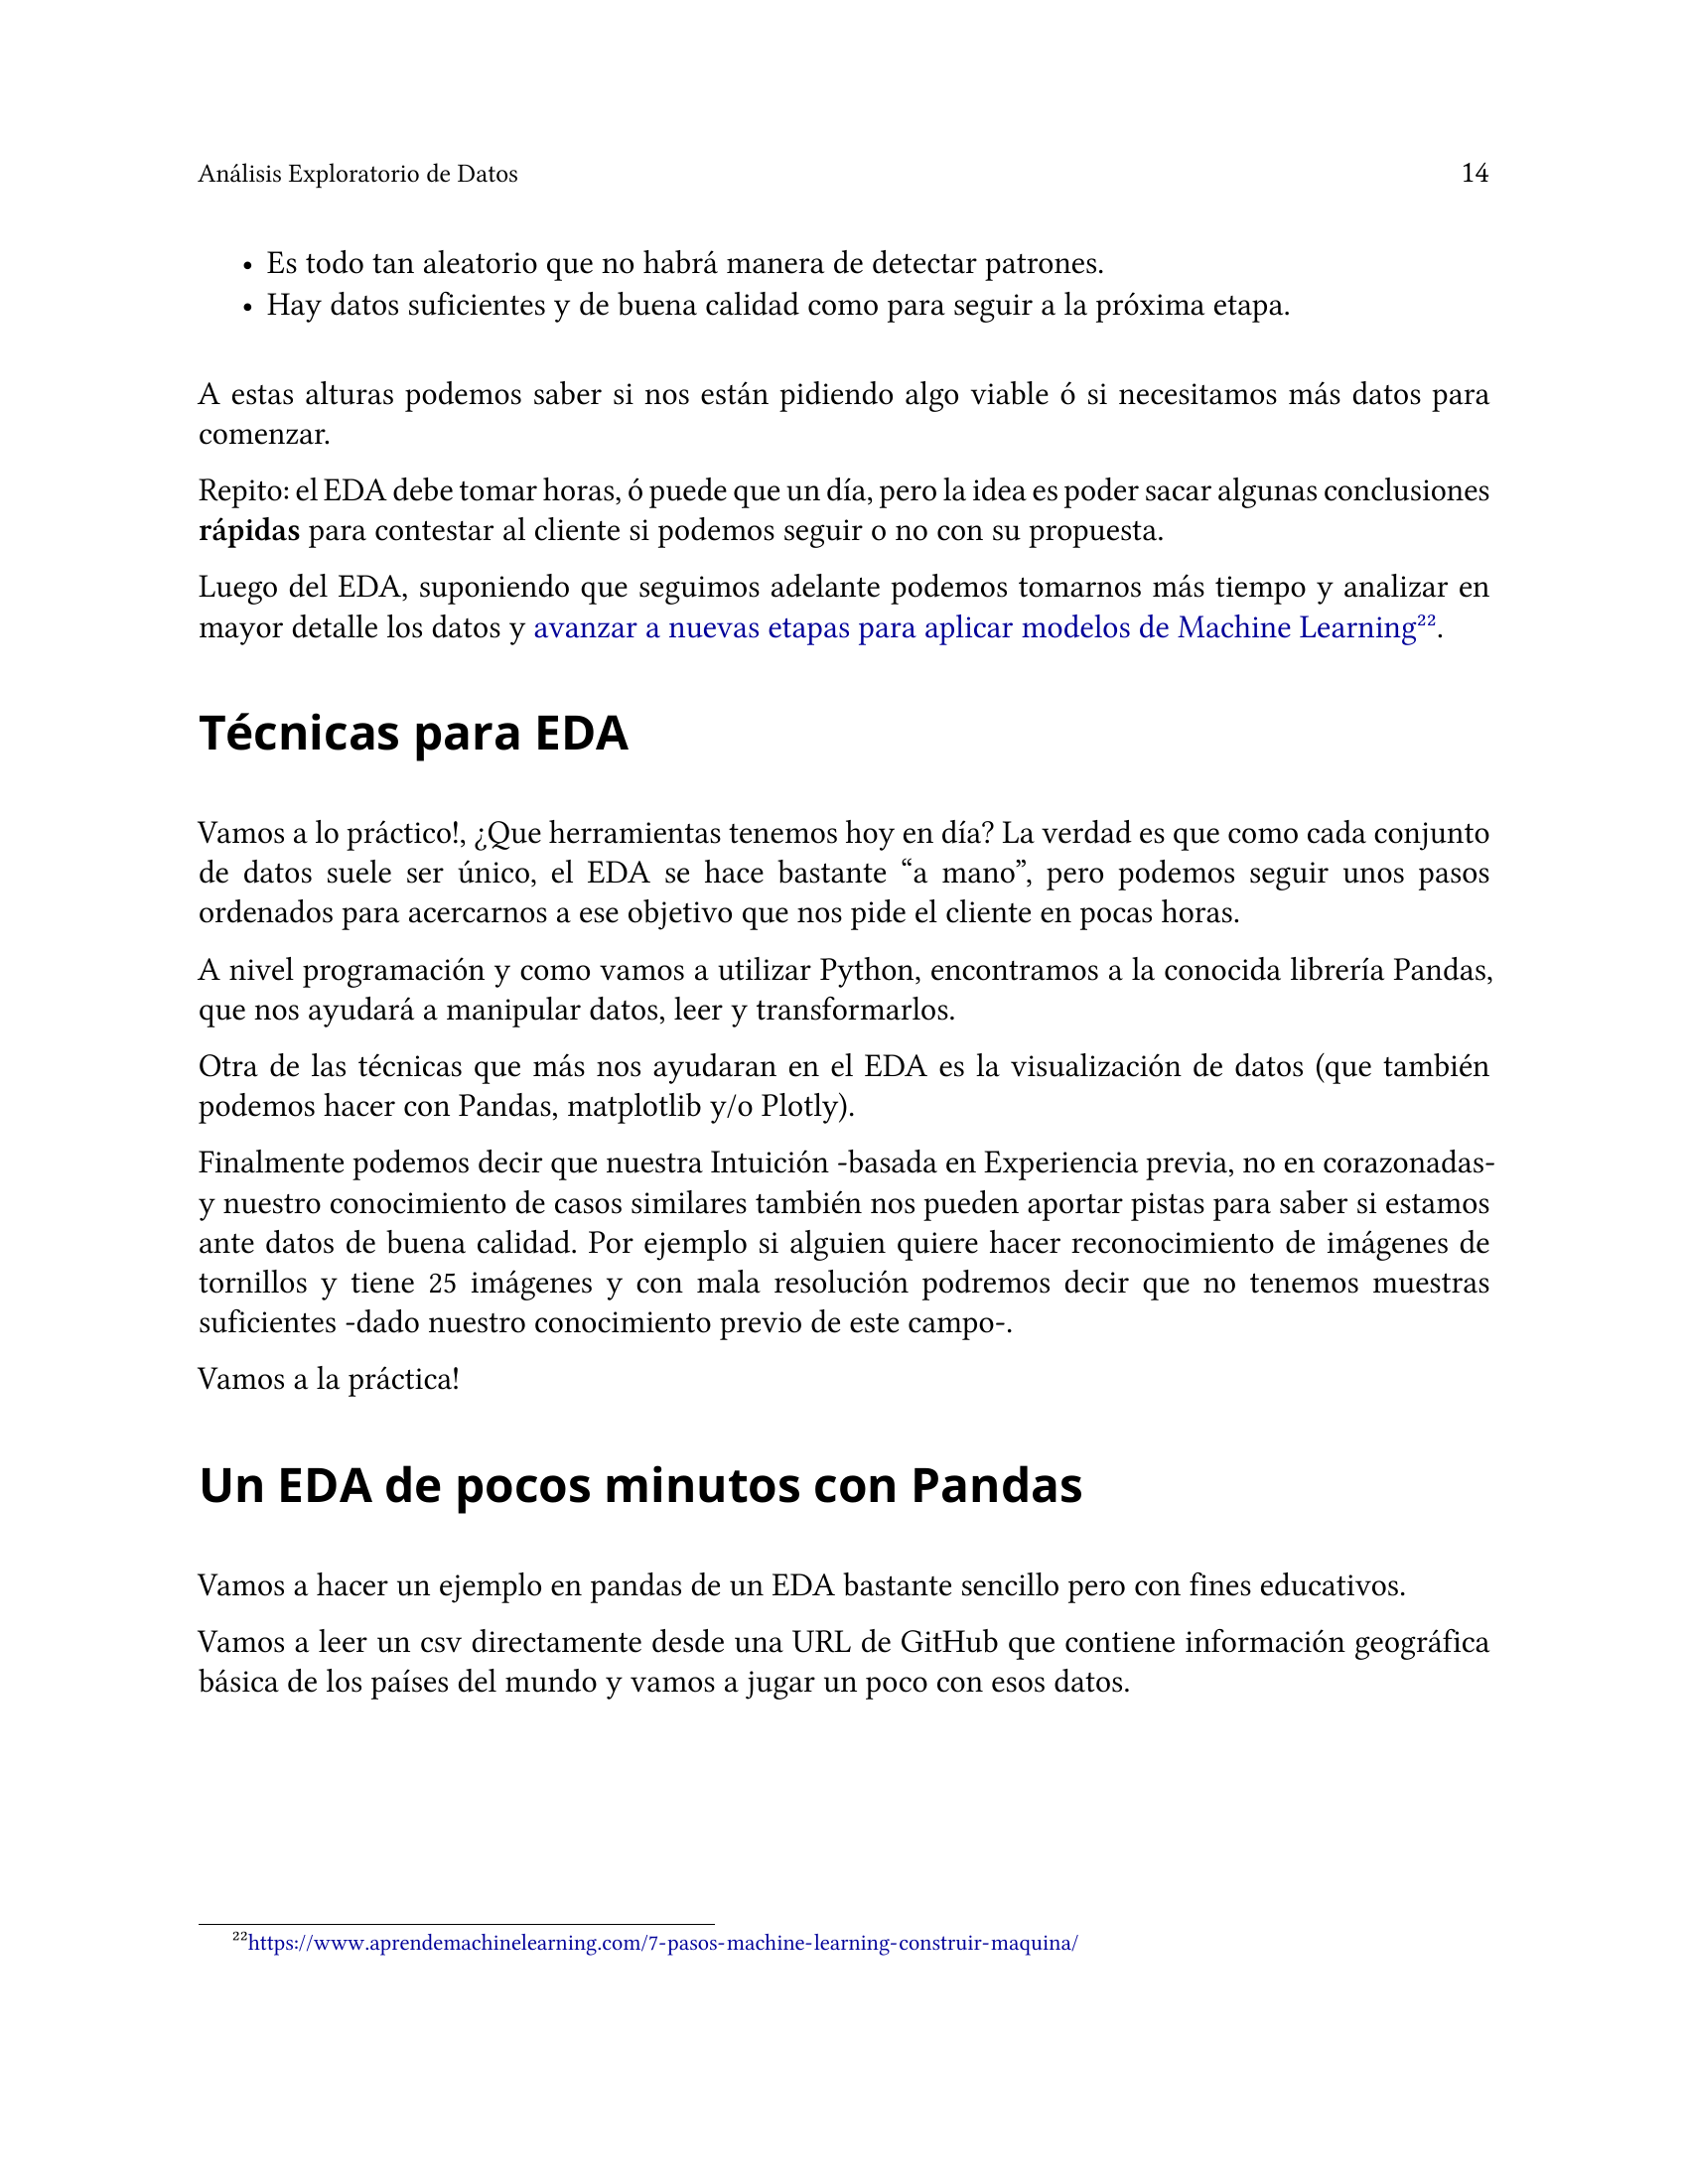 Análisis Exploratorio de Datos 14
• Es todo tan aleatorio que no habrá manera de detectar patrones.
• Hay datos suficientes y de buena calidad como para seguir a la próxima etapa.
A estas alturas podemos saber si nos están pidiendo algo viable ó si necesitamos más datos para
comenzar.
Repito: el EDA debe tomar horas, ó puede que un día, pero la idea es poder sacar algunas conclusiones
rápidas para contestar al cliente si podemos seguir o no con su propuesta.
Luego del EDA, suponiendo que seguimos adelante podemos tomarnos más tiempo y analizar en
mayor detalle los datos y avanzar a nuevas etapas para aplicar modelos de Machine Learning²².
Técnicas para EDA
Vamos a lo práctico!, ¿Que herramientas tenemos hoy en día? La verdad es que como cada conjunto
de datos suele ser único, el EDA se hace bastante “a mano”, pero podemos seguir unos pasos
ordenados para acercarnos a ese objetivo que nos pide el cliente en pocas horas.
A nivel programación y como vamos a utilizar Python, encontramos a la conocida librería Pandas,
que nos ayudará a manipular datos, leer y transformarlos.
Otra de las técnicas que más nos ayudaran en el EDA es la visualización de datos (que también
podemos hacer con Pandas, matplotlib y/o Plotly).
Finalmente podemos decir que nuestra Intuición -basada en Experiencia previa, no en corazonadas-
y nuestro conocimiento de casos similares también nos pueden aportar pistas para saber si estamos
ante datos de buena calidad. Por ejemplo si alguien quiere hacer reconocimiento de imágenes de
tornillos y tiene 25 imágenes y con mala resolución podremos decir que no tenemos muestras
suficientes -dado nuestro conocimiento previo de este campo-.
Vamos a la práctica!
Un EDA de pocos minutos con Pandas
Vamos a hacer un ejemplo en pandas de un EDA bastante sencillo pero con fines educativos.
Vamos a leer un csv directamente desde una URL de GitHub que contiene información geográfica
básica de los países del mundo y vamos a jugar un poco con esos datos.
²²https://www.aprendemachinelearning.com/7-pasos-machine-learning-construir-maquina/